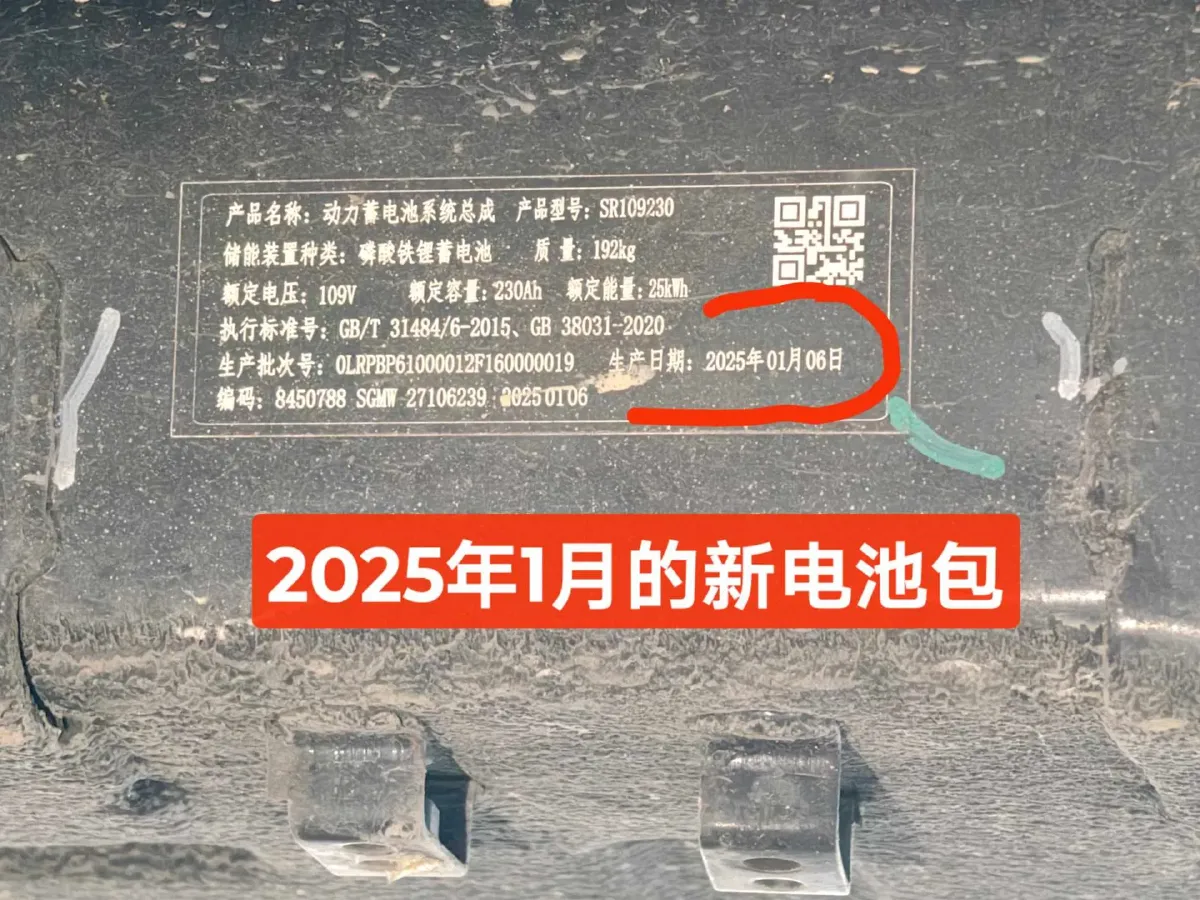 产品名称：动力蓄电池系统总成 产品型号：SR109230
储能装置种类：磷酸铁锂蓄电池 质 量：192kg
额定电压：109V 额定容量：230Ah 额定能量：25kWh
执行标准号：GB/T 31484/6-2015、GB 38031-2020
生产批次号：0LRPBP61000012F160000019 生产日期：2025年01月06日
编码：8450788 SGMW 27106239 20250106
2025年1月的新电池包